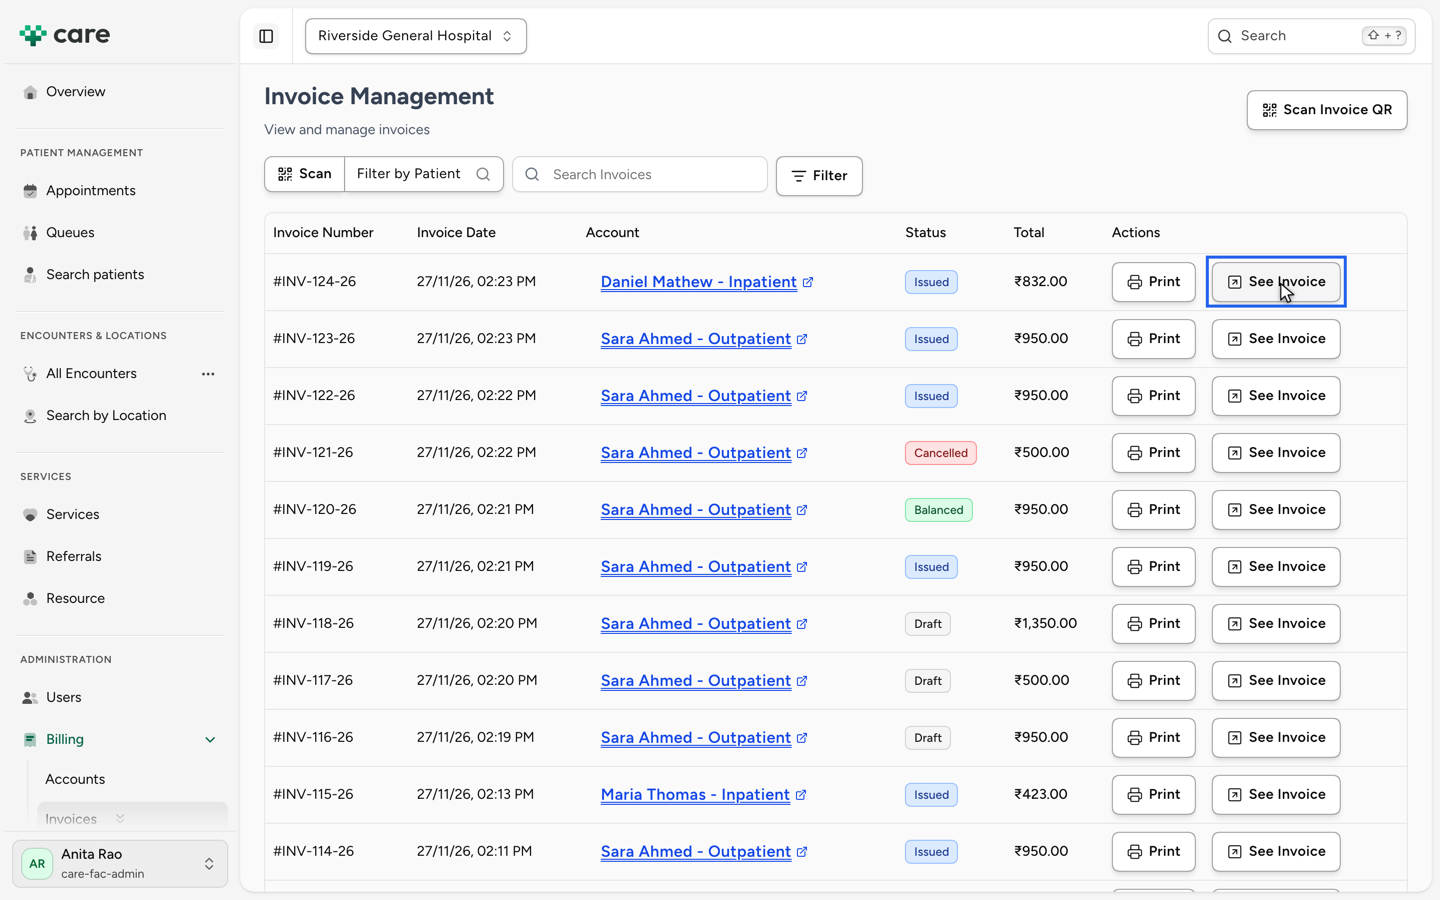 care
Riverside General Hospital
Search
⇧ + ?
Overview
PATIENT MANAGEMENT
Appointments
Queues
Search patients
ENCOUNTERS & LOCATIONS
All Encounters
Search by Location
SERVICES
Services
Referrals
Resource
ADMINISTRATION
Users
Billing
Accounts
Invoices
AR
Anita Rao
care-fac-admin
Invoice Management
View and manage invoices
Scan Invoice QR
Scan
Filter by Patient
Search Invoices
Filter
Invoice Number Invoice Date Account Status Total Actions
#INV-124-26 27/11/26, 02:23 PM Daniel Mathew - Inpatient Issued ₹832.00 Print See Invoice
#INV-123-26 27/11/26, 02:23 PM Sara Ahmed - Outpatient Issued ₹950.00 Print See Invoice
#INV-122-26 27/11/26, 02:22 PM Sara Ahmed - Outpatient Issued ₹950.00 Print See Invoice
#INV-121-26 27/11/26, 02:22 PM Sara Ahmed - Outpatient Cancelled ₹500.00 Print See Invoice
#INV-120-26 27/11/26, 02:21 PM Sara Ahmed - Outpatient Balanced ₹950.00 Print See Invoice
#INV-119-26 27/11/26, 02:21 PM Sara Ahmed - Outpatient Issued ₹950.00 Print See Invoice
#INV-118-26 27/11/26, 02:20 PM Sara Ahmed - Outpatient Draft ₹1,350.00 Print See Invoice
#INV-117-26 27/11/26, 02:20 PM Sara Ahmed - Outpatient Draft ₹500.00 Print See Invoice
#INV-116-26 27/11/26, 02:19 PM Sara Ahmed - Outpatient Draft ₹950.00 Print See Invoice
#INV-115-26 27/11/26, 02:13 PM Maria Thomas - Inpatient Issued ₹423.00 Print See Invoice
#INV-114-26 27/11/26, 02:11 PM Sara Ahmed - Outpatient Issued ₹950.00 Print See Invoice